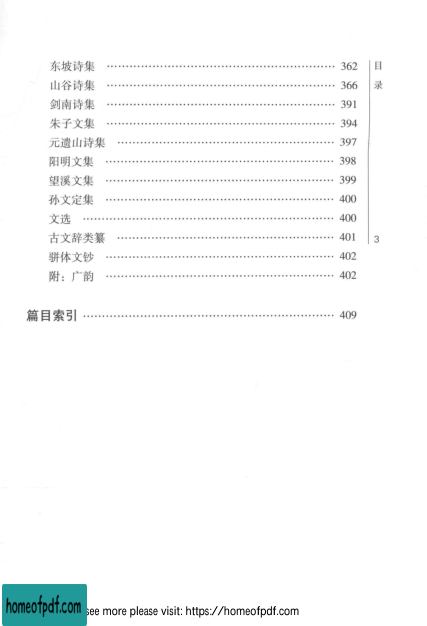 东坡诗集 …… 362
山谷诗集 …… 366
剑南诗集 …… 391
朱子文集 …… 394
元遗山诗集 …… 397
阳明文集 …… 398
望溪文集 …… 399
孙文定集 …… 400
文选 …… 400
古文辞类纂 …… 401
骈体文钞 …… 402
附：广韵 …… 402
篇目索引 …… 409
目
录
3
homeofpdf.com
see more please visit: https://homeofpdf.com